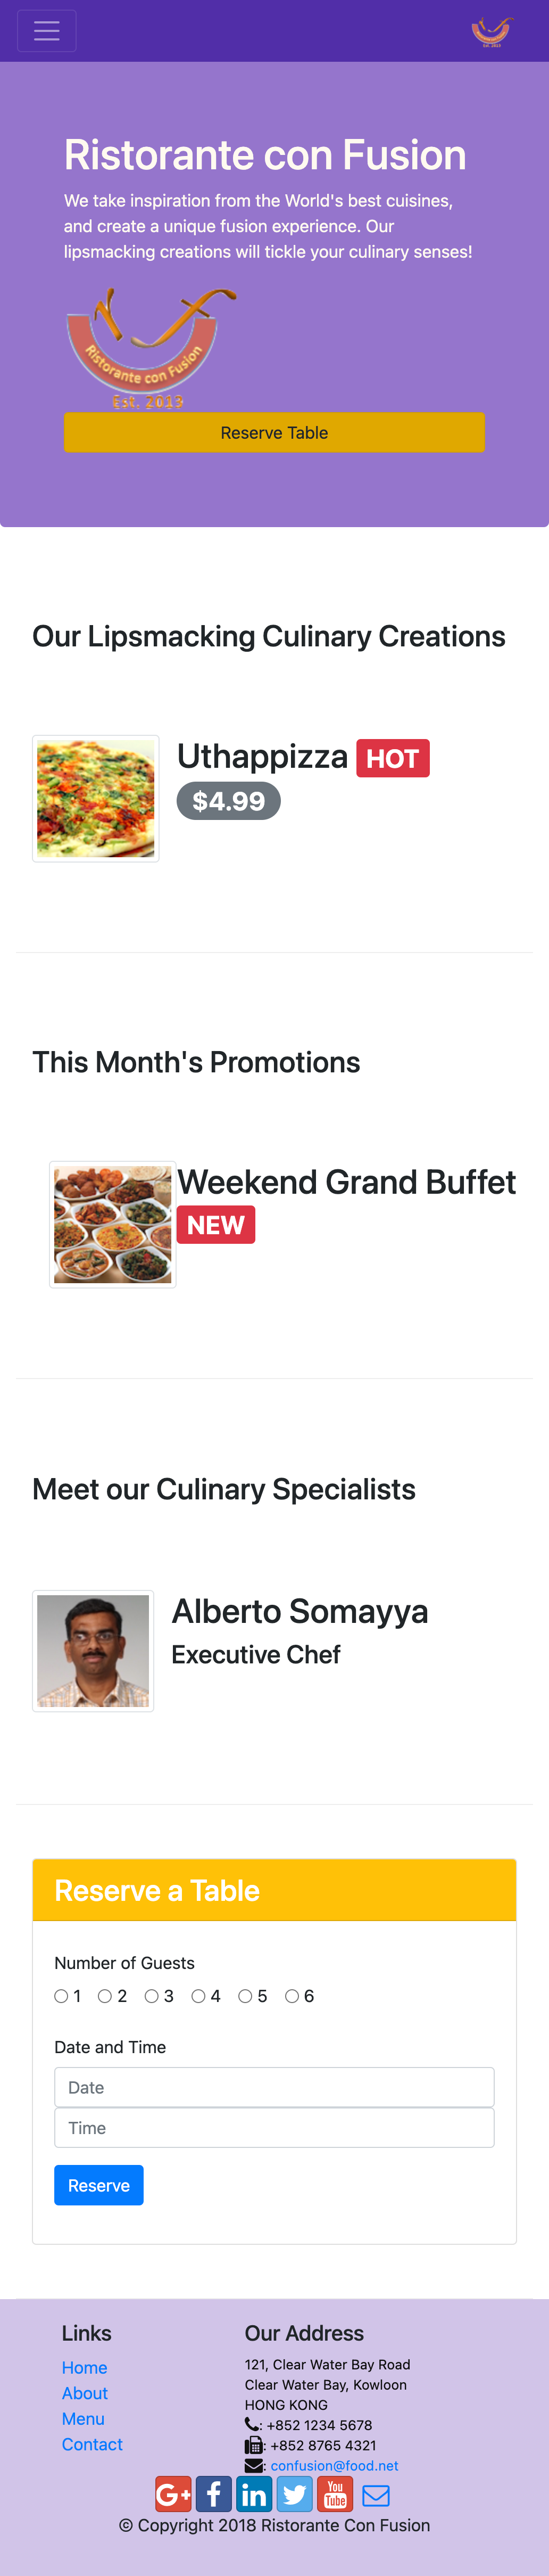 Ristorante con Fusion
We take inspiration from the World's best cuisines,
and create a unique fusion experience. Our
lipsmacking creations will tickle your culinary senses!
Ristorante con Fusion
Est. 2013
Reserve Table
Our Lipsmacking Culinary Creations
Uthappizza HOT
$4.99
This Month's Promotions
Weekend Grand Buffet
NEW
Meet our Culinary Specialists
Alberto Somayya
Executive Chef
Reserve a Table
Number of Guests
1 2 3 4 5 6
Date and Time
Date
Time
Reserve
Links
Home
About
Menu
Contact
Our Address
121, Clear Water Bay Road
Clear Water Bay, Kowloon
HONG KONG
: +852 1234 5678
: +852 8765 4321
: confusion@food.net
G+ f in You Tube
© Copyright 2018 Ristorante Con Fusion